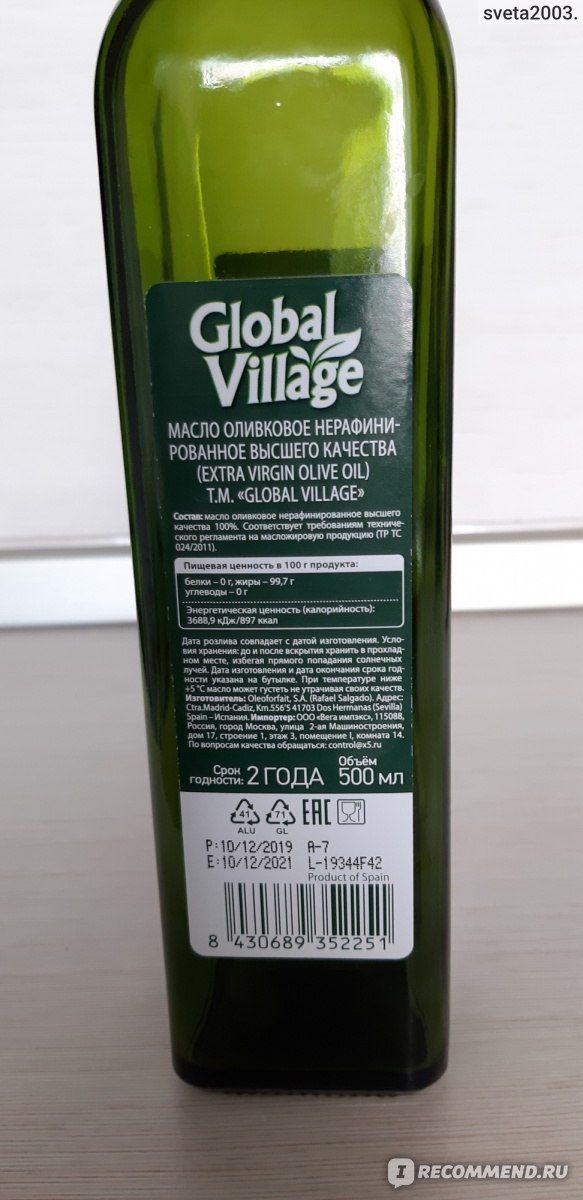 sveta2003.
Global
Village
МАСЛО ОЛИВКОВОЕ НЕРАФИНИ-
РОВАННОЕ ВЫСШЕГО КАЧЕСТВА
(EXTRA VIRGIN OLIVE OIL)
Т.М. «GLOBAL VILLAGE»
Состав: масло оливковое нерафинированное высшего
качества 100%. Соответствует требованиям техничес-
кого регламента на масложировую продукцию (ТР ТС
024/2011).
Пищевая ценность в 100 г продукта:
белки – 0 г, жиры – 99,7 г
углеводы – 0 г
Энергетическая ценность (калорийность):
3688,9 кДж/897 ккал
Дата розлива совпадает с датой изготовления. Усло-
вия хранения: до и после вскрытия хранить в прохлад-
ном месте, избегая прямого попадания солнечных
лучей. Дата изготовления и дата окончания срока год-
ности указана на бутылке. При температуре ниже
+5 °C масло может густеть не утрачивая своих качеств.
Изготовитель: Oleoforfait, S.A. (Rafael Salgado). Адрес:
Ctra.Madrid-Cadiz, Km.556'S 41703 Dos Hermanas (Sevilla)
Spain – Испания. Импортер: ООО «Вега импэкс», 115088,
Россия, город Москва, улица 2-ая Машиностроения,
дом 17, строение 1, этаж 3, помещение I, комната 14.
По вопросам качества обращаться: control@x5.ru
Срок годности: 2 ГОДА Объём 500 мл
41 71 EAC
ALU GL
P:10/12/2019 A-7
E:10/12/2021 L-19344F42
Product of Spain
8 430689 352251
I RECOMMEND.RU